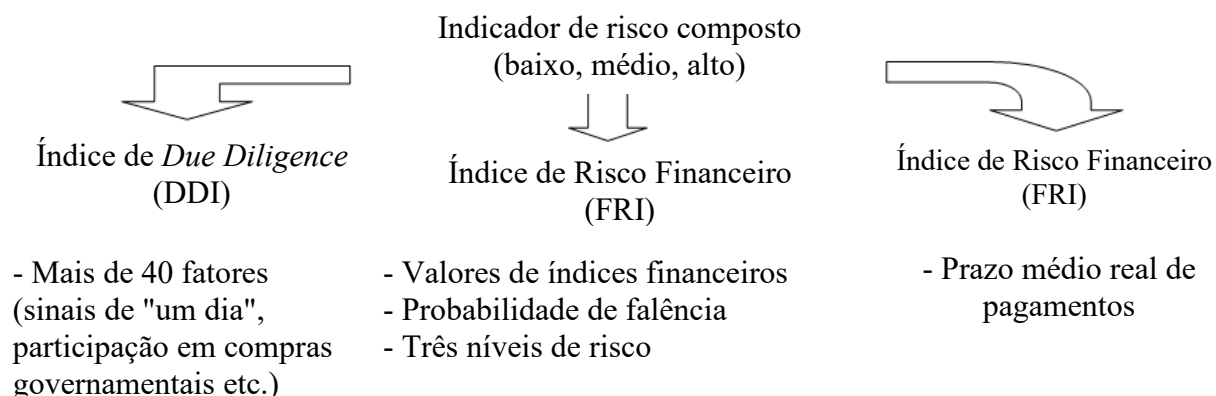 Indicador de risco composto
(baixo, médio, alto)
Índice de Due Diligence
(DDI)
- Mais de 40 fatores
(sinais de "um dia",
participação em compras
governamentais etc.)
Índice de Risco Financeiro
(FRI)
- Valores de índices financeiros
- Probabilidade de falência
- Três níveis de risco
Índice de Risco Financeiro
(FRI)
- Prazo médio real de
pagamentos